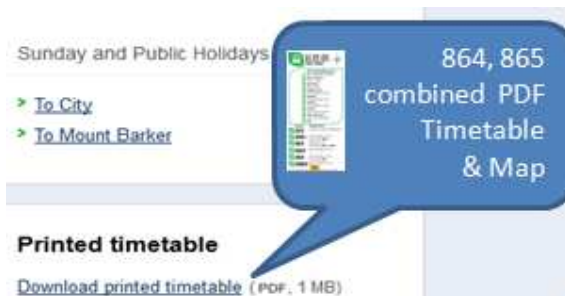 Sunday and Public Holidays
> To City
> To Mount Barker
864, 865
combined PDF
Timetable
& Map
Printed timetable
Download printed timetable (PDF, 1 MB)